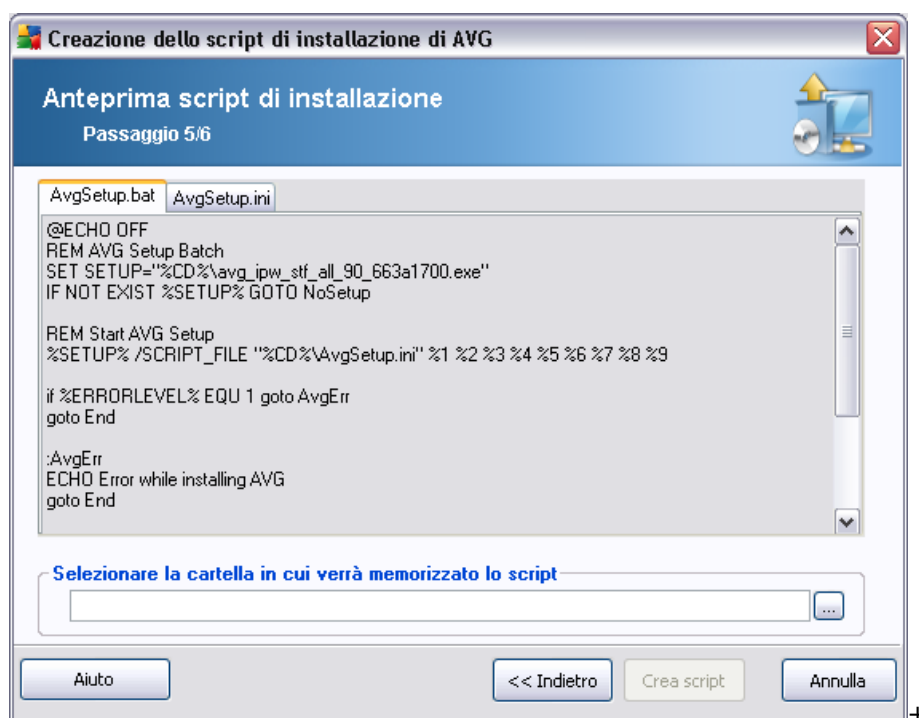 Creazione dello script di installazione di AVG
Anteprima script di installazione
Passaggio 5/6
AvgSetup.bat
AvgSetup.ini
@ECHO OFF
REM AVG Setup Batch
SET SETUP="%CD%\avg_ipw_stf_all_90_663a1700.exe"
IF NOT EXIST %SETUP% GOTO NoSetup
REM Start AVG Setup
%SETUP% /SCRIPT_FILE "%CD%\AvgSetup.ini" %1 %2 %3 %4 %5 %6 %7 %8 %9
if %ERRORLEVEL% EQU 1 goto AvgErr
goto End
:AvgErr
ECHO Error while installing AVG
goto End
Selezionare la cartella in cui verrà memorizzato lo script
...
Aiuto
<< Indietro
Crea script
Annulla